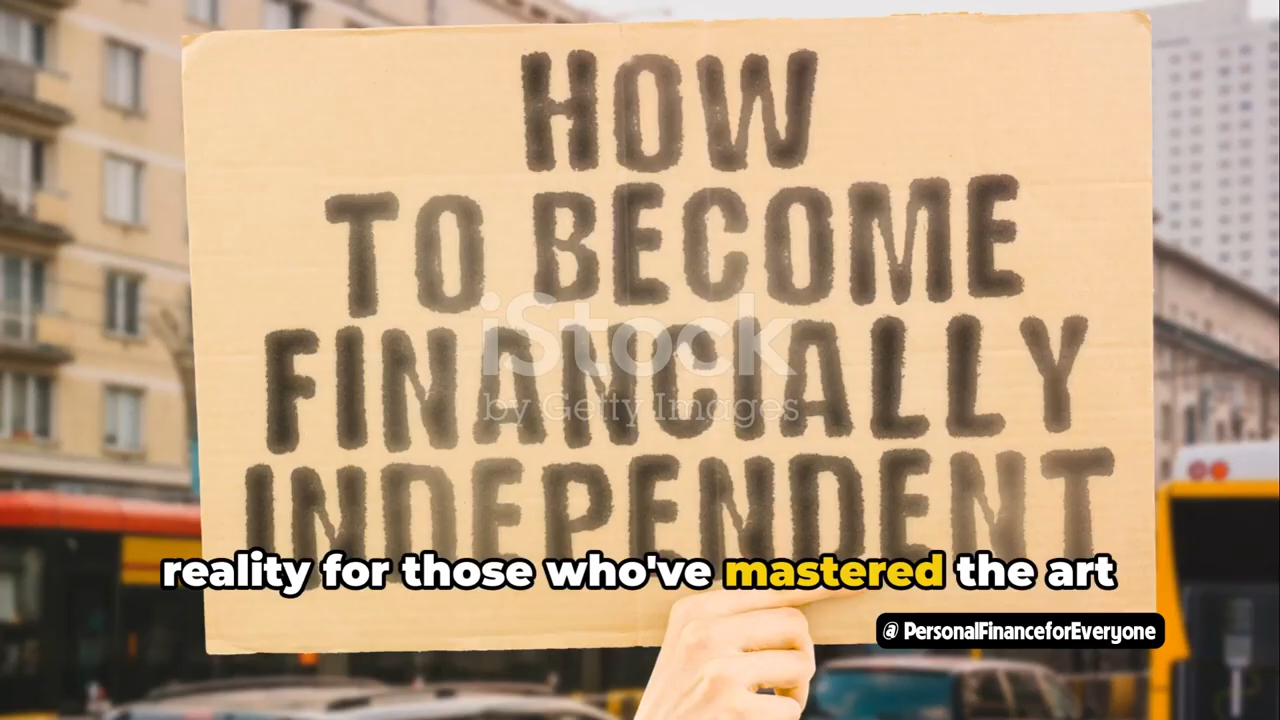 HOW
TO BECOME
FINANCIALLY
iStock
by Getty Images
INDEPENDENT
reality for those who've mastered the art
@ PersonalFinanceforEveryone